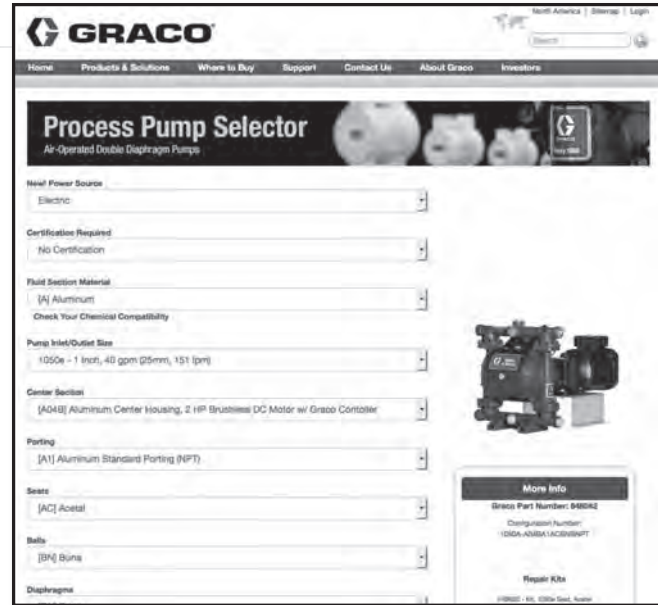 North America | Sitemap | Login
GRACO
Search
Home Products & Solutions Where to Buy Support Contact Us About Graco Investors
Process Pump Selector
Air-Operated Double Diaphragm Pumps
New! Power Source
Electric
Certification Required
No Certification
Fluid Section Material
[A] Aluminum
Check Your Chemical Compatibility
Pump Inlet/Outlet Size
1050e – 1 Inch, 40 gpm (25mm, 151 lpm)
Center Section
[A04B] Aluminum Center Housing, 2 HP Brushless DC Motor w/ Graco Contoller
Porting
[A1] Aluminum Standard Porting (NPT)
Seats
[AC] Acetal
Balls
[BN] Buna
Diaphragms
More Info
Graco Part Number:
Configuration Number:
Repair Kits